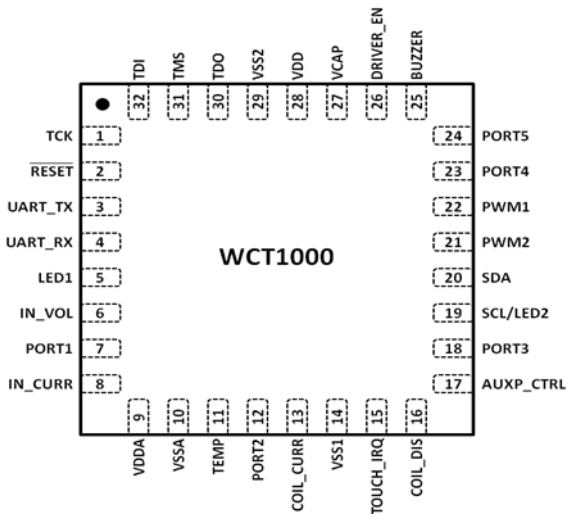 TDI
TMS
TDO
VSS2
VDD
VCAP
DRIVER_EN
BUZZER
32
31
30
29
28
27
26
25
TCK 1
RESET 2
UART_TX 3
UART_RX 4
LED1 5
IN_VOL 6
PORT1 7
IN_CURR 8
WCT1000
24 PORT5
23 PORT4
22 PWM1
21 PWM2
20 SDA
19 SCL/LED2
18 PORT3
17 AUXP_CTRL
9
10
11
12
13
14
15
16
VDDA
VSSA
TEMP
PORT2
COIL_CURR
VSS1
TOUCH_IRQ
COIL_DIS